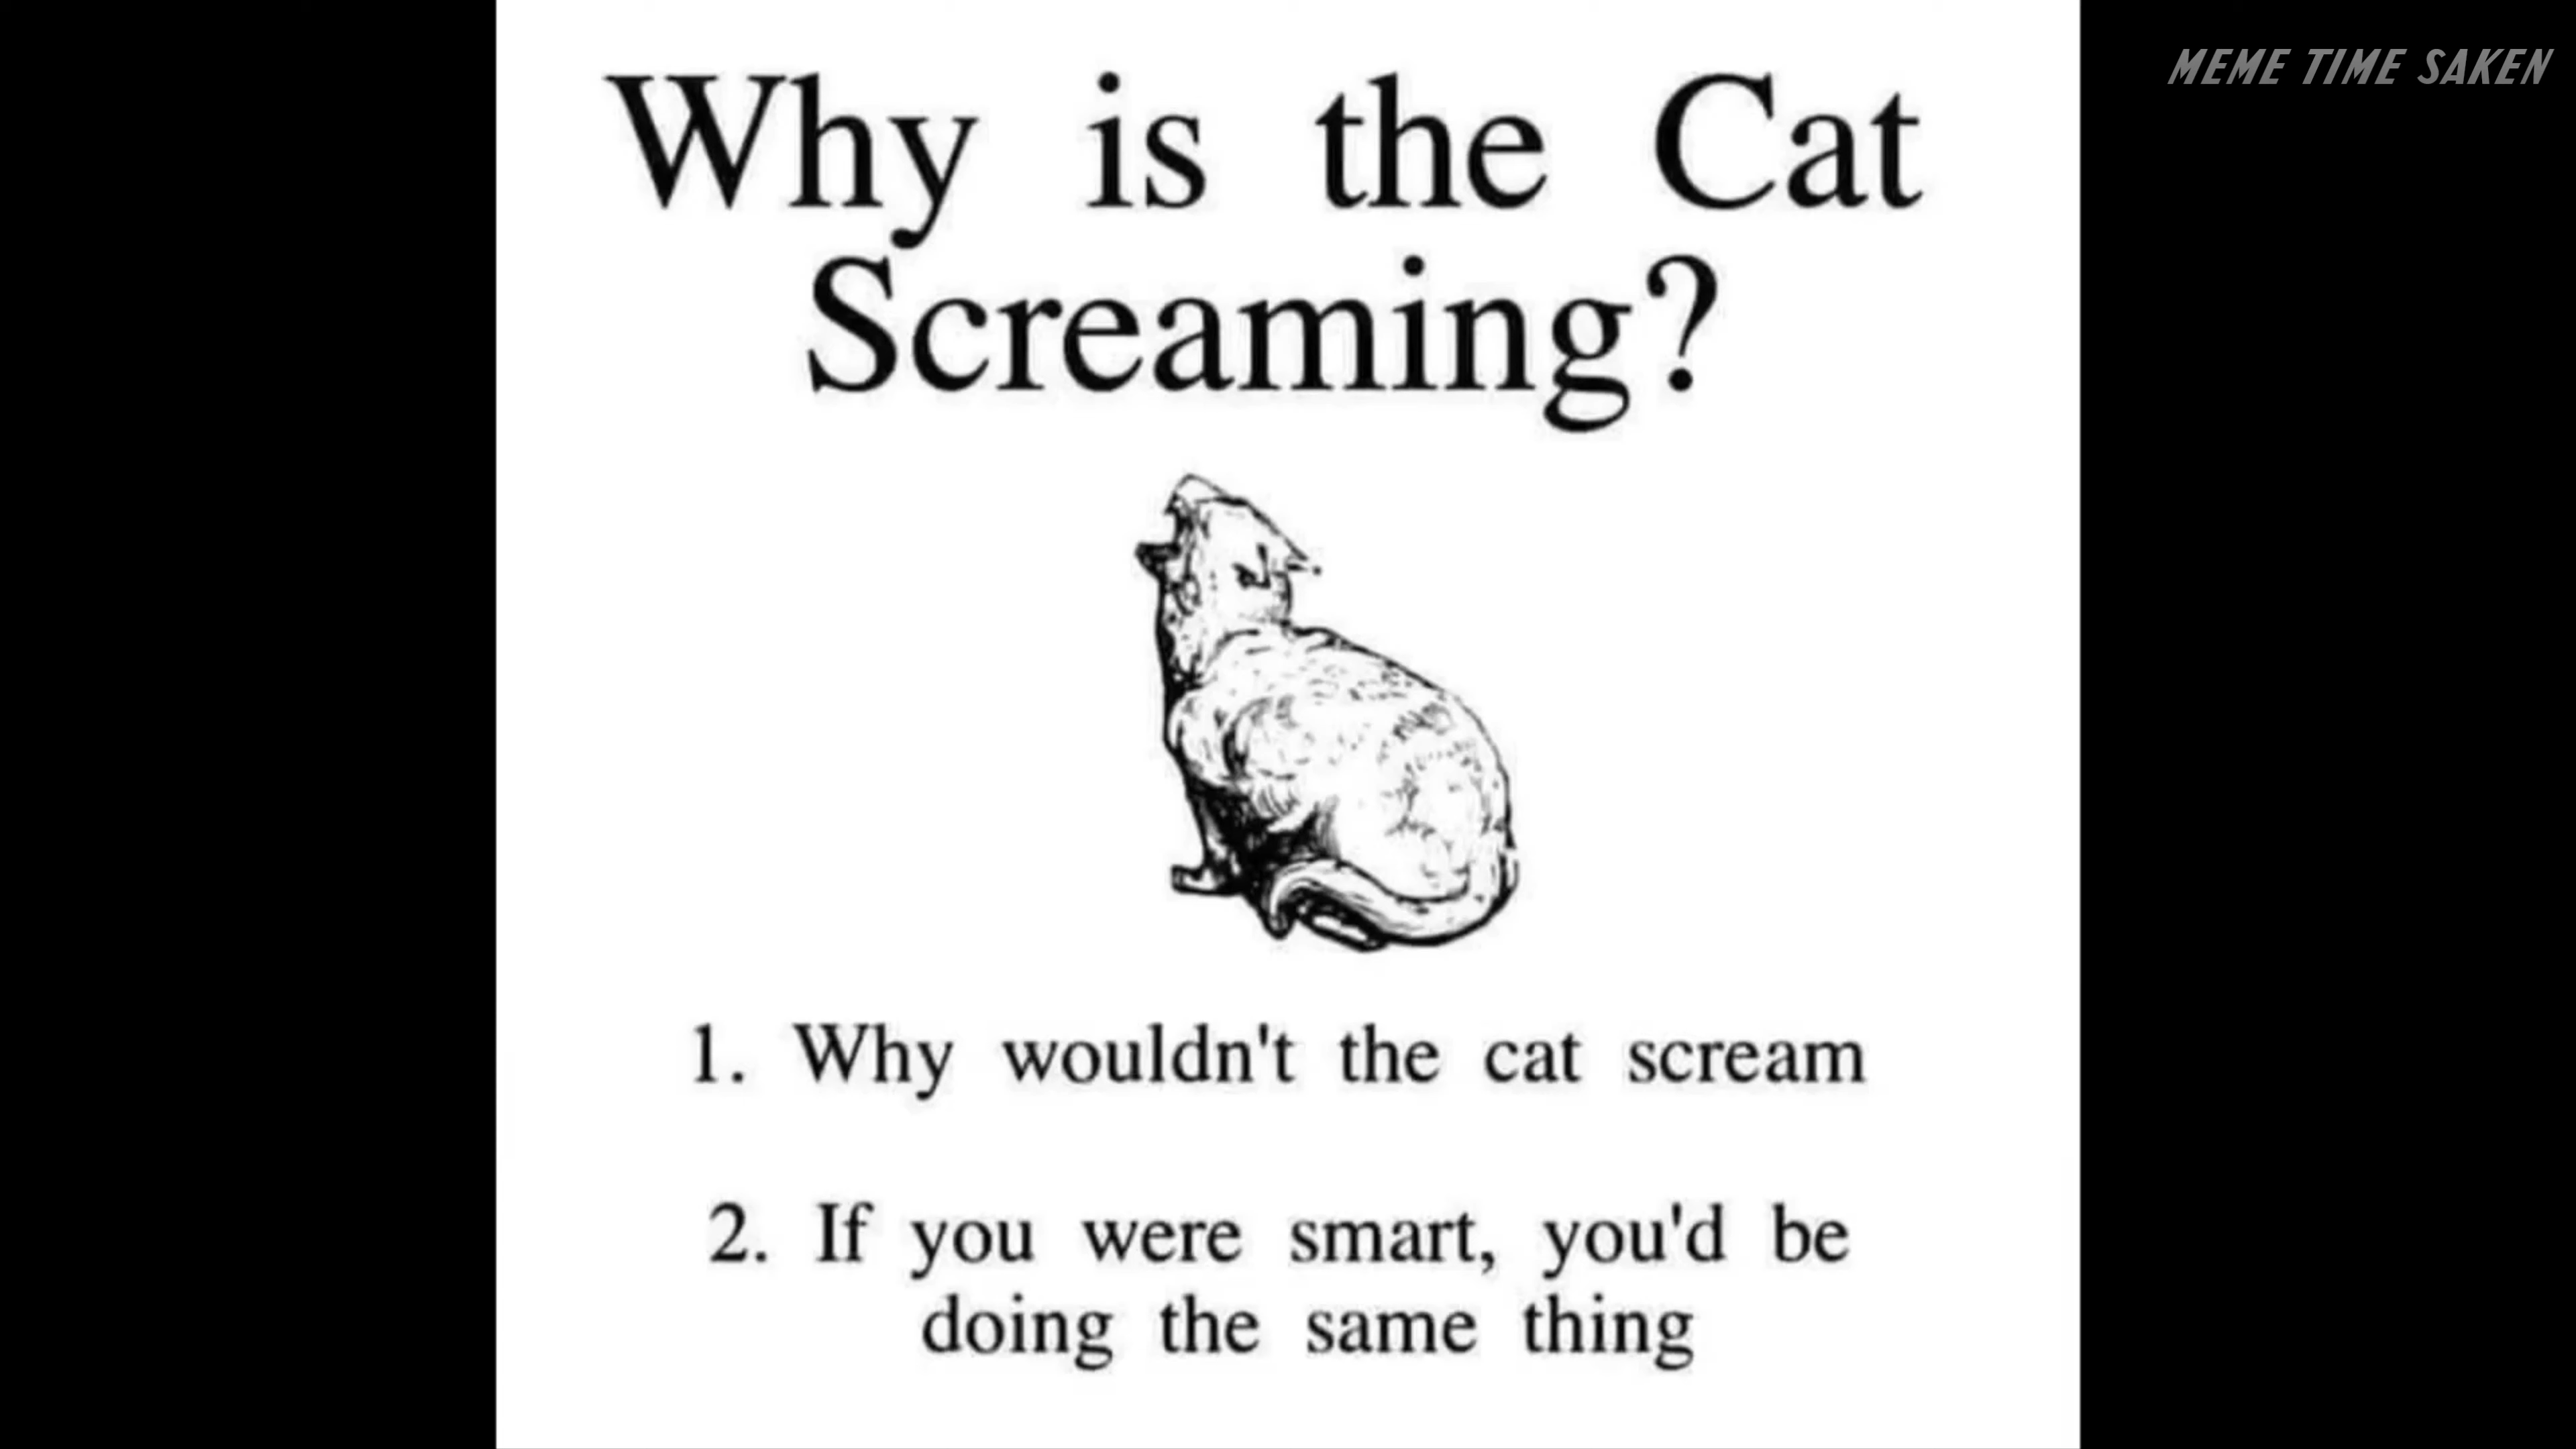 MEME TIME SAKEN
Why is the Cat
Screaming?
1. Why wouldn't the cat scream
2. If you were smart, you'd be
doing the same thing